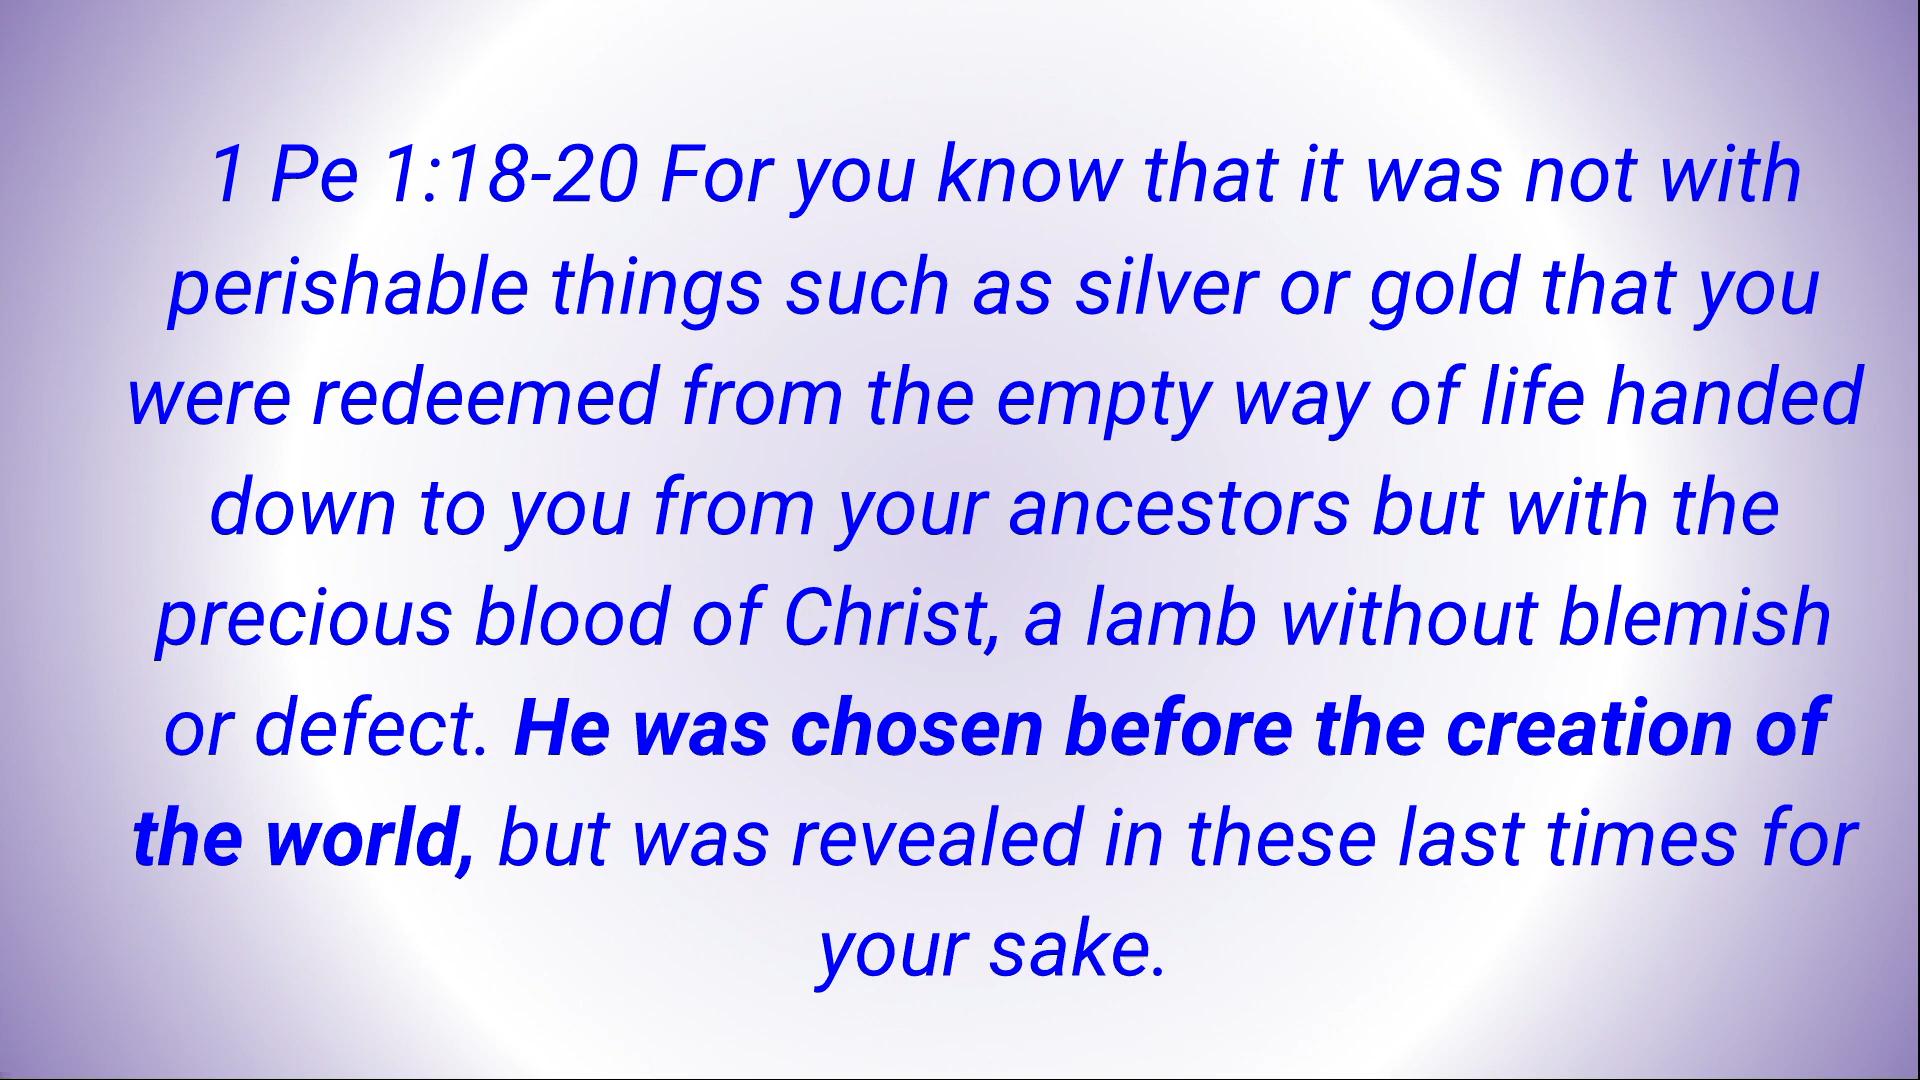 1 Pe 1:18-20 For you know that it was not with
perishable things such as silver or gold that you
were redeemed from the empty way of life handed
down to you from your ancestors but with the
precious blood of Christ, a lamb without blemish
or defect. He was chosen before the creation of
the world, but was revealed in these last times for
your sake.